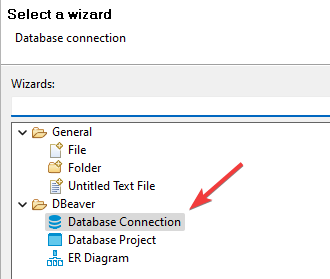 Select a wizard
Database connection
Wizards:
General
File
Folder
Untitled Text File
DBeaver
Database Connection
Database Project
ER Diagram